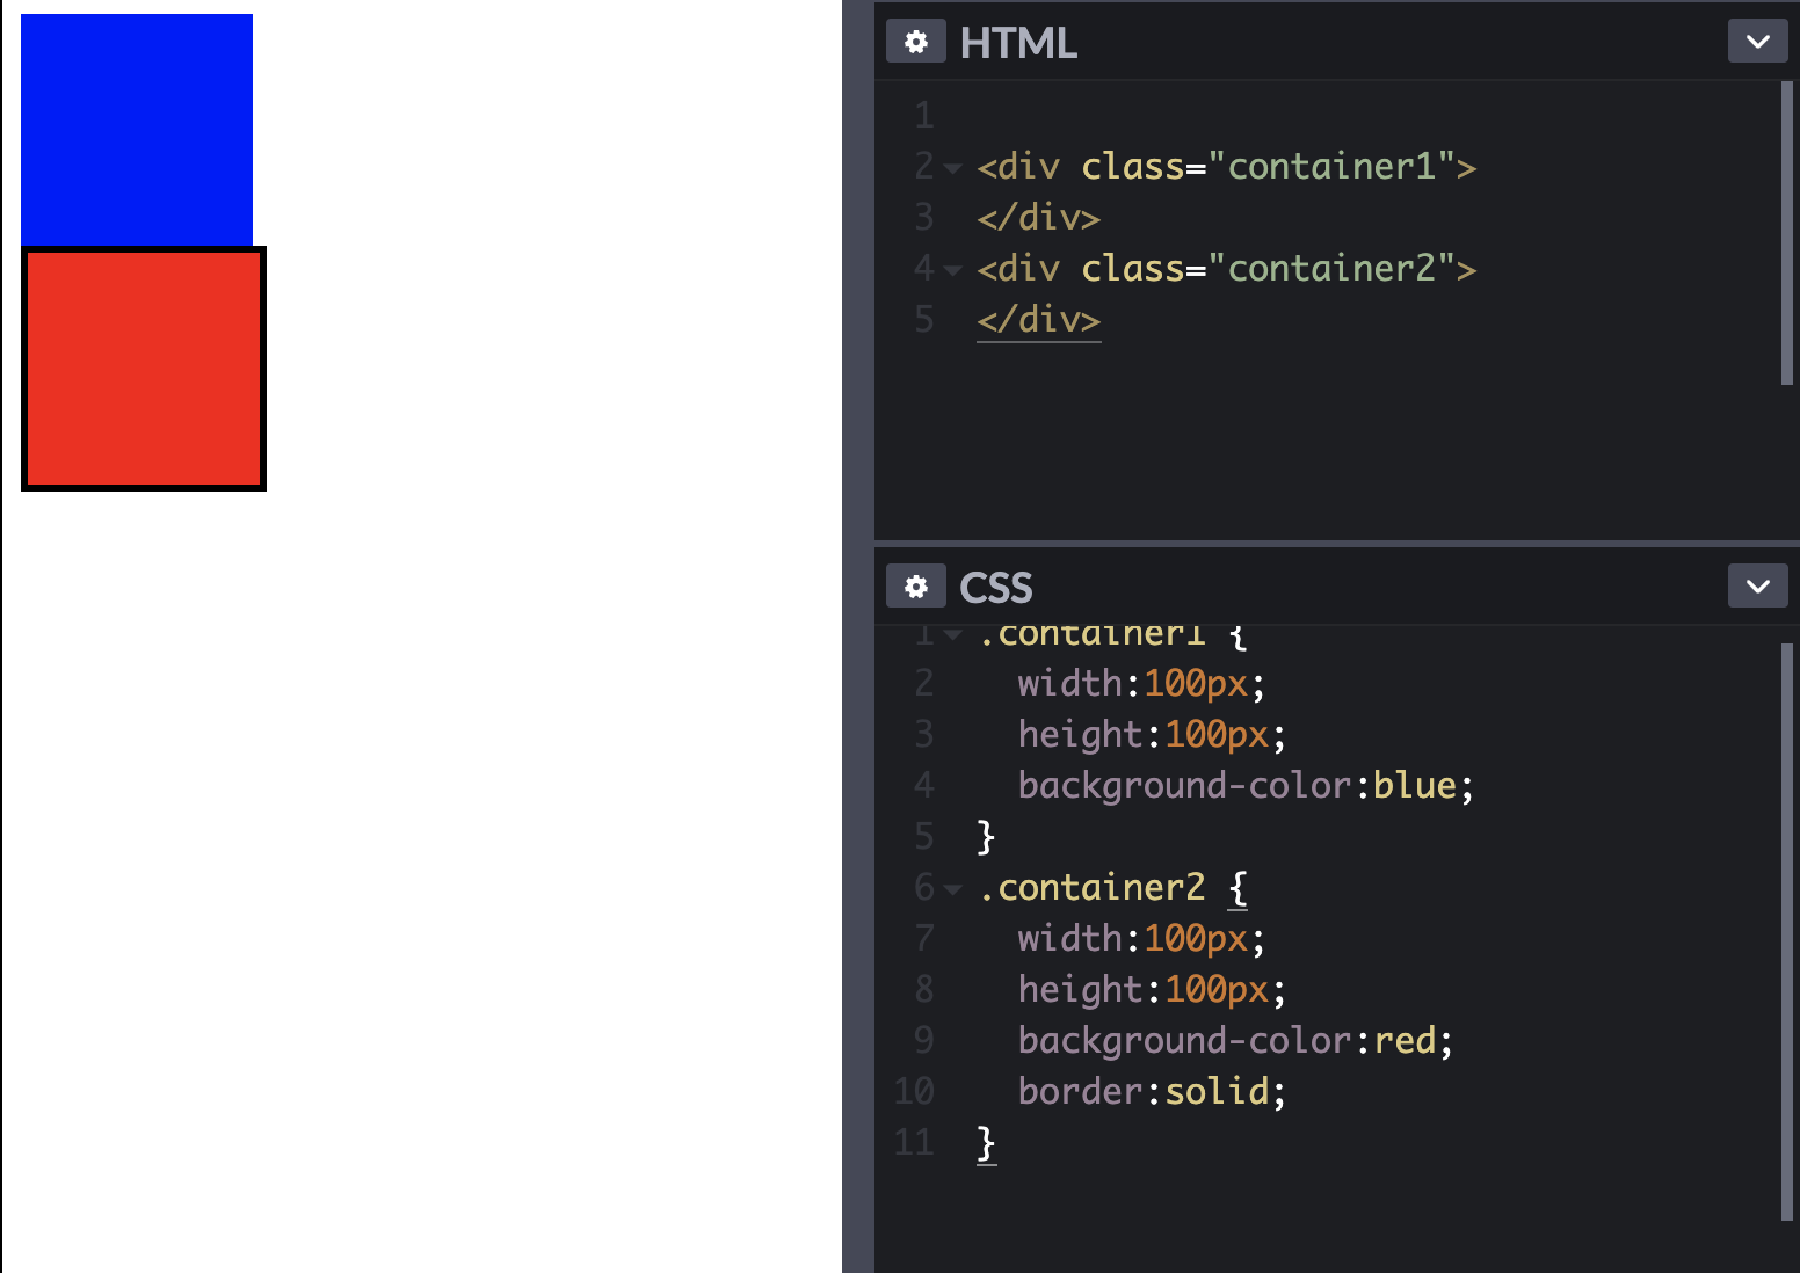 HTML
1
2 <div class="container1">
3 </div>
4 <div class="container2">
5 </div>
CSS
1 .container1 {
2 width:100px;
3 height:100px;
4 background-color:blue;
5 }
6 .container2 {
7 width:100px;
8 height:100px;
9 background-color:red;
10 border:solid;
11 }